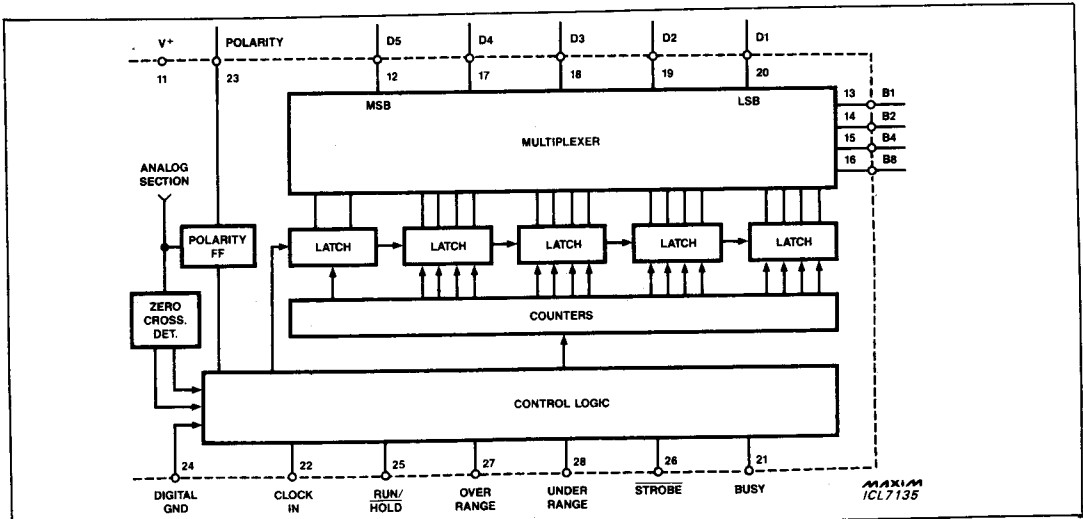 V+ POLARITY D5 D4 D3 D2 D1
11 23 12 17 18 19 20
MSB LSB
MULTIPLEXER
13 B1
14 B2
15 B4
16 B8
ANALOG
SECTION
POLARITY
FF
LATCH LATCH LATCH LATCH LATCH
ZERO
CROSS.
DET.
COUNTERS
CONTROL LOGIC
24 22 25 27 28 26 21
DIGITAL
GND
CLOCK
IN
RUN/
HOLD
OVER
RANGE
UNDER
RANGE
STROBE
BUSY
MAXIM
ICL7135